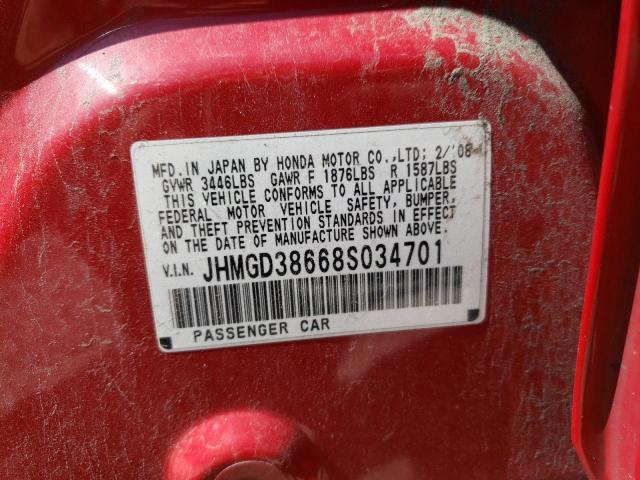 MFD. IN JAPAN BY HONDA MOTOR CO.,LTD; 2/'08
GVWR 3446LBS GAWR F 1876LBS R 1587LBS
THIS VEHICLE CONFORMS TO ALL APPLICABLE
FEDERAL MOTOR VEHICLE SAFETY, BUMPER,
AND THEFT PREVENTION STANDARDS IN EFFECT
ON THE DATE OF MANUFACTURE SHOWN ABOVE.
V.I.N. JHMGD38668S034701
PASSENGER CAR